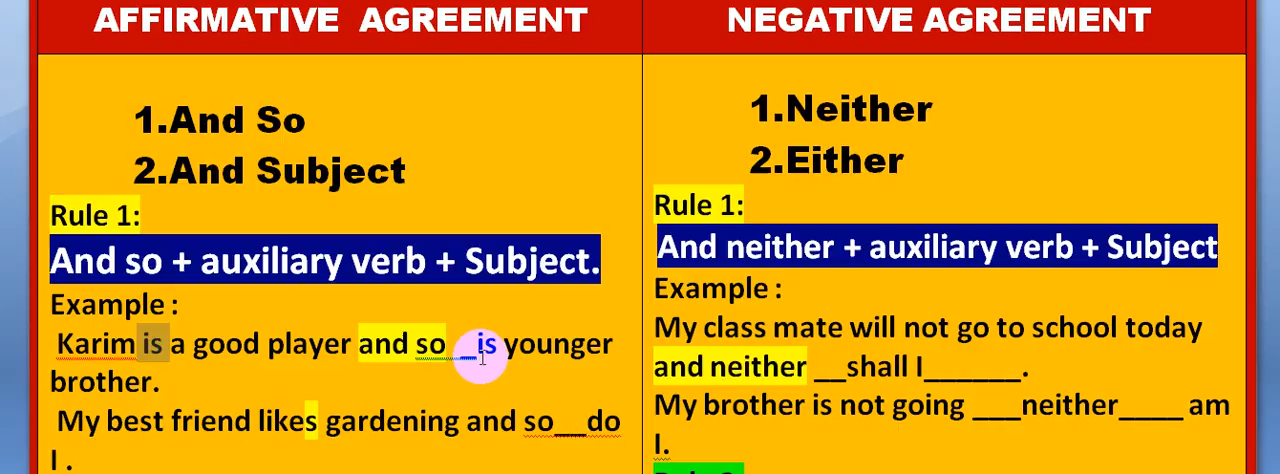 AFFIRMATIVE AGREEMENT
1.And So
2.And Subject
Rule 1:
And so + auxiliary verb + Subject.
Example :
Karim is a good player and so _is younger
brother.
My best friend likes gardening and so___do
I .
NEGATIVE AGREEMENT
1.Neither
2.Either
Rule 1:
And neither + auxiliary verb + Subject
Example :
My class mate will not go to school today
and neither __shall I______.
My brother is not going ___neither____ am
I.